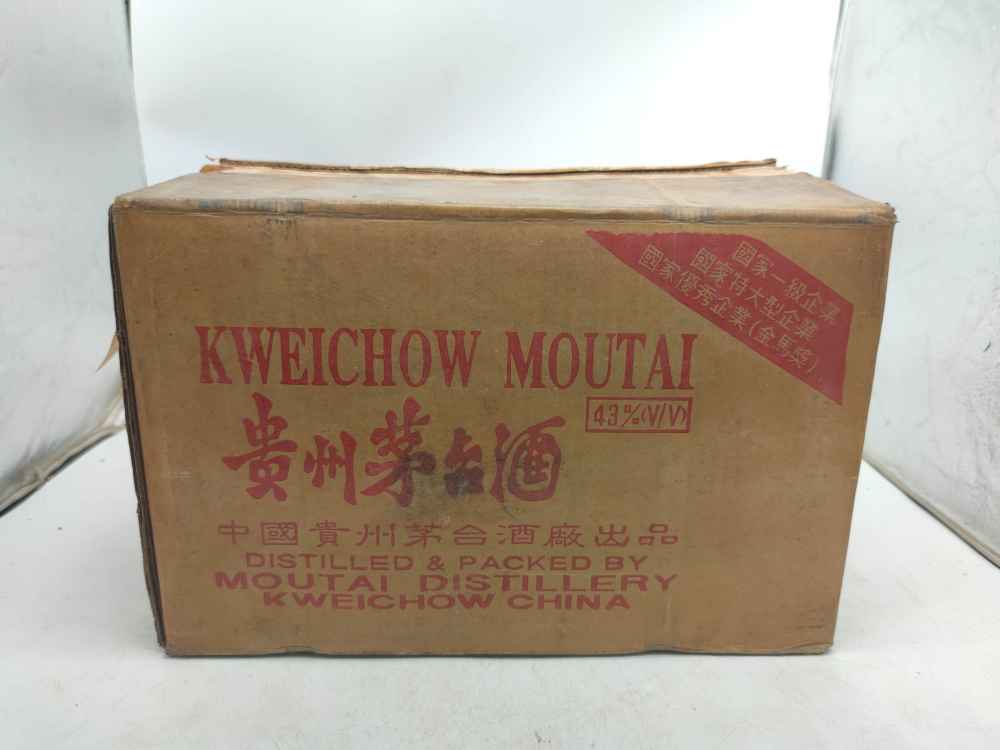 國家一級企業
國家特大型企業
國家優秀企業(金馬獎)
KWEICHOW MOUTAI
43%(V/V)
貴州茅台酒
中國貴州茅台酒廠出品
DISTILLED & PACKED BY
MOUTAI DISTILLERY
KWEICHOW CHINA